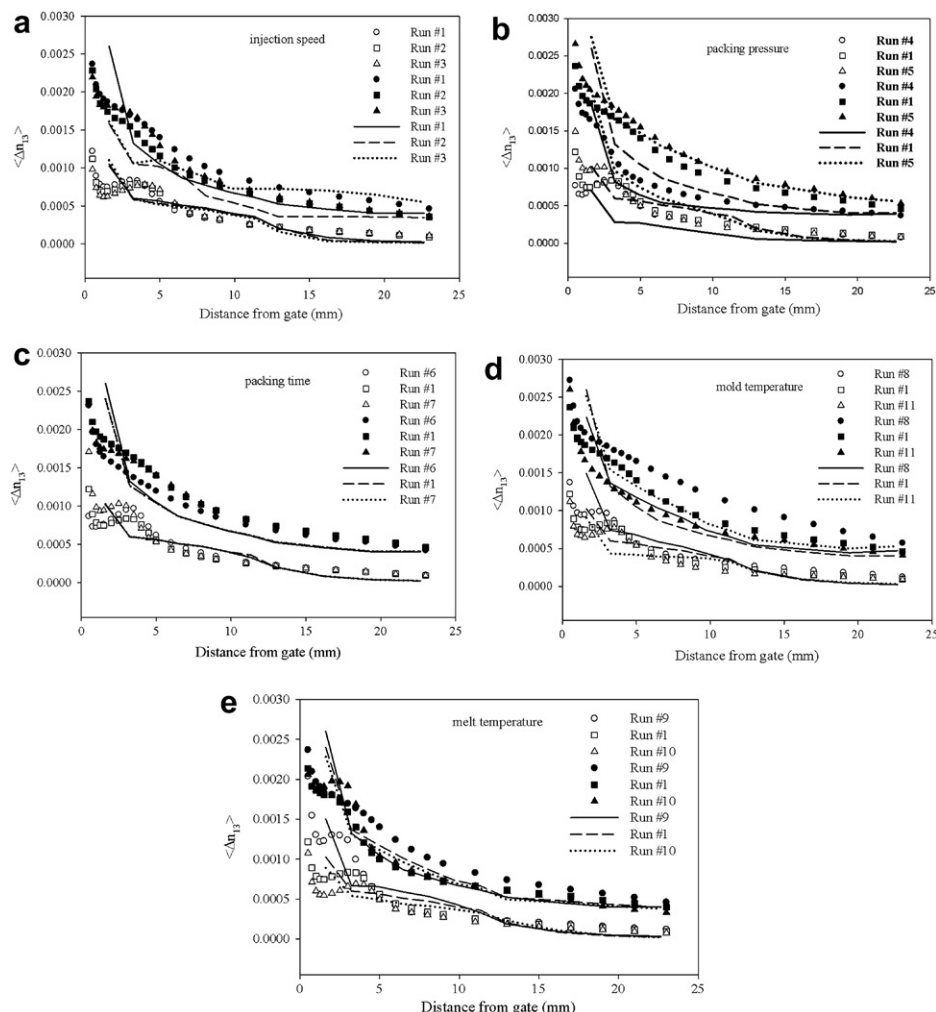 a
injection speed
Run #1
Run #2
Run #3
Run #1
Run #2
Run #3
Run #1
Run #2
Run #3
<Δn13>
0.0030
0.0025
0.0020
0.0015
0.0010
0.0005
0.0000
0 5 10 15 20 25
Distance from gate (mm)
b
packing pressure
Run #4
Run #1
Run #5
Run #4
Run #1
Run #5
Run #4
Run #1
Run #5
<Δn13>
0.0030
0.0025
0.0020
0.0015
0.0010
0.0005
0.0000
0 5 10 15 20 25
Distance from gate (mm)
c
packing time
Run #6
Run #1
Run #7
Run #6
Run #1
Run #7
Run #6
Run #1
Run #7
<Δn13>
0.0030
0.0025
0.0020
0.0015
0.0010
0.0005
0.0000
0 5 10 15 20 25
Distance from gate (mm)
d
mold temperature
Run #8
Run #1
Run #11
Run #8
Run #1
Run #11
Run #8
Run #1
Run #11
<Δn13>
0.0030
0.0025
0.0020
0.0015
0.0010
0.0005
0.0000
0 5 10 15 20 25
Distance from gate (mm)
e
melt temperature
Run #9
Run #1
Run #10
Run #9
Run #1
Run #10
Run #9
Run #1
Run #10
<Δn13>
0.0030
0.0025
0.0020
0.0015
0.0010
0.0005
0.0000
0 5 10 15 20 25
Distance from gate (mm)